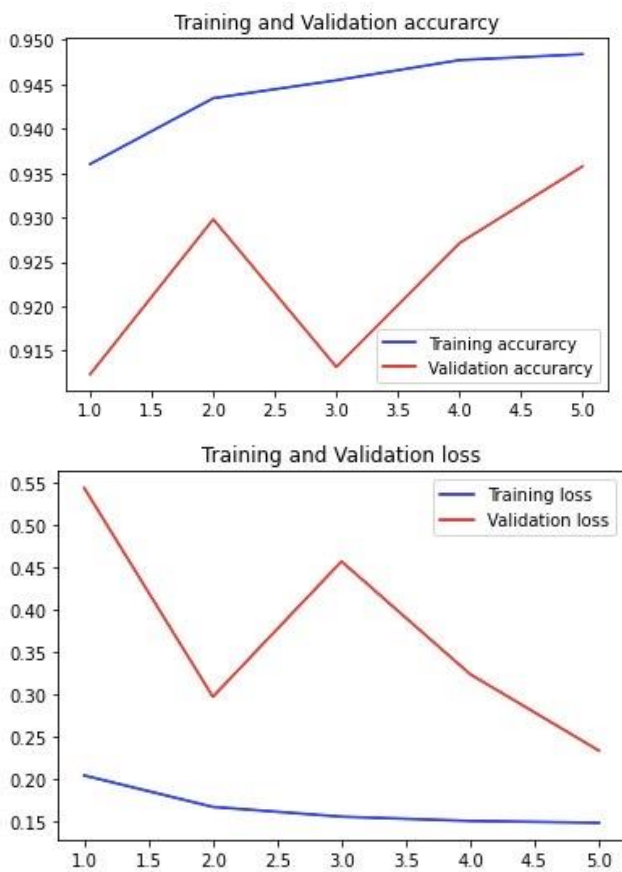 Training and Validation accurarcy
0.950
0.945
0.940
0.935
0.930
0.925
0.920
0.915
Training accurarcy
Validation accurarcy
1.0 1.5 2.0 2.5 3.0 3.5 4.0 4.5 5.0
Training and Validation loss
0.55
0.50
0.45
0.40
0.35
0.30
0.25
0.20
0.15
Training loss
Validation loss
1.0 1.5 2.0 2.5 3.0 3.5 4.0 4.5 5.0